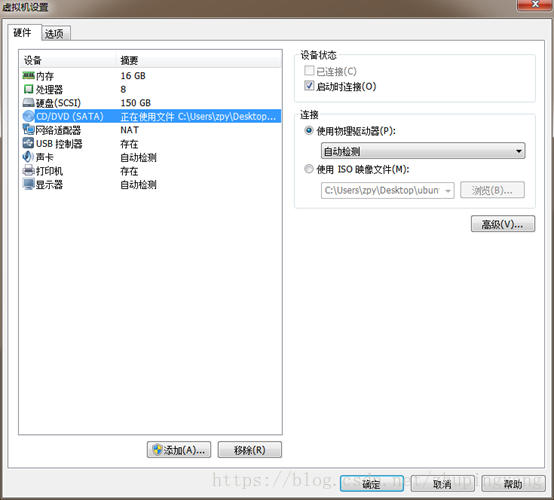 虚拟机设置
硬件 选项
设备 摘要
内存 16 GB
处理器 8
硬盘(SCSI) 150 GB
CD/DVD (SATA) 正在使用文件 C:\Users\zpy\Desktop...
网络适配器 NAT
USB 控制器 存在
声卡 自动检测
打印机 存在
显示器 自动检测
添加(A)... 移除(R)
设备状态
已连接(C)
启动时连接(O)
连接
使用物理驱动器(P):
自动检测
使用 ISO 映像文件(M):
C:\Users\zpy\Desktop\ubun 浏览(B)...
高级(V)...
确定 取消 帮助